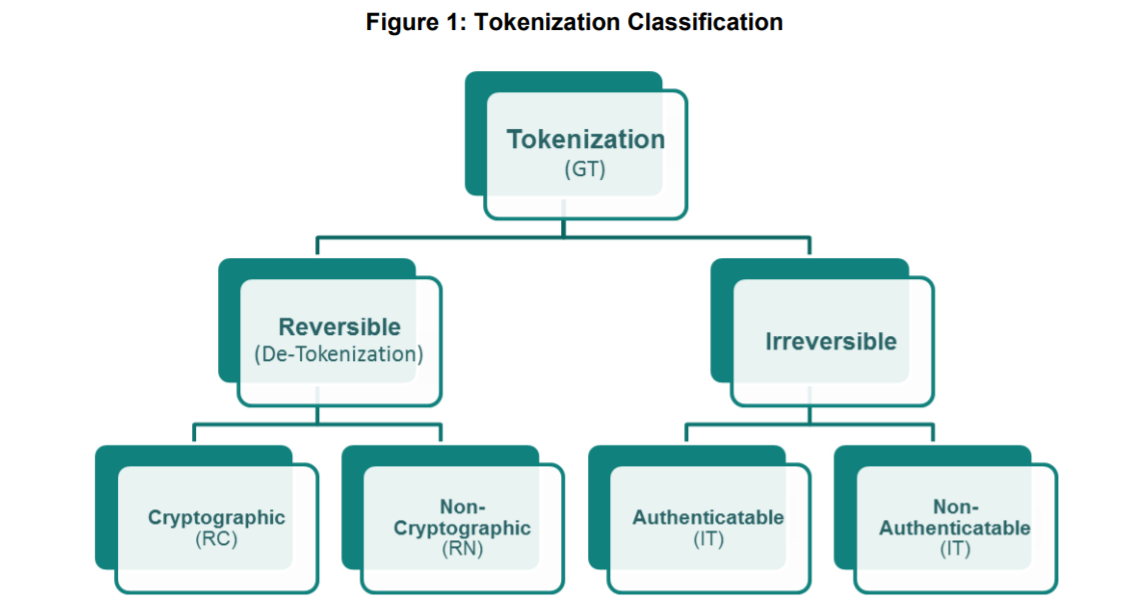 Figure 1: Tokenization Classification
Tokenization
(GT)
Reversible
(De-Tokenization)
Irreversible
Cryptographic
(RC)
Non-
Cryptographic
(RN)
Authenticatable
(IT)
Non-
Authenticatable
(IT)